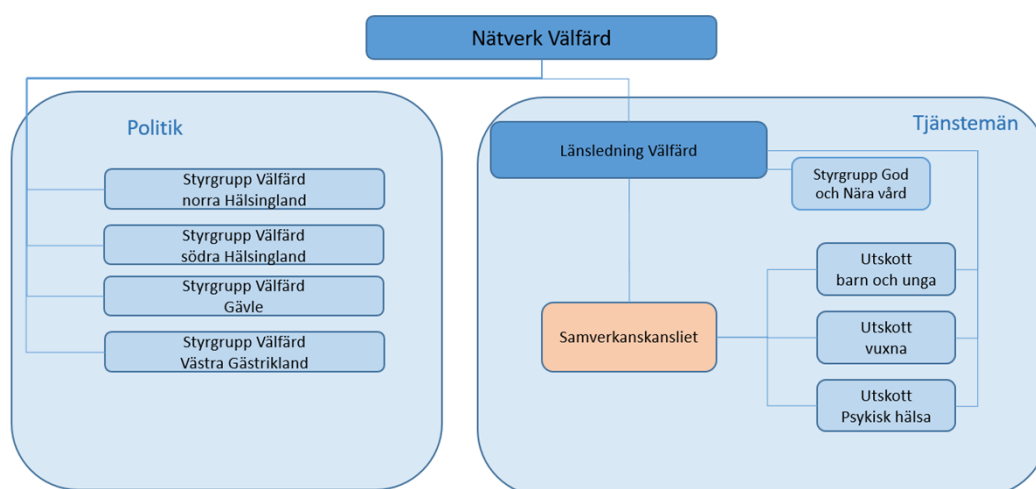 Nätverk Välfärd
Politik
Styrgrupp Välfärd
norra Hälsingland
Styrgrupp Välfärd
södra Hälsingland
Styrgrupp Välfärd
Gävle
Styrgrupp Välfärd
Västra Gästrikland
Tjänstemän
Länsledning Välfärd
Styrgrupp God
och Nära vård
Samverkanskansliet
Utskott
barn och unga
Utskott
vuxna
Utskott
Psykisk hälsa